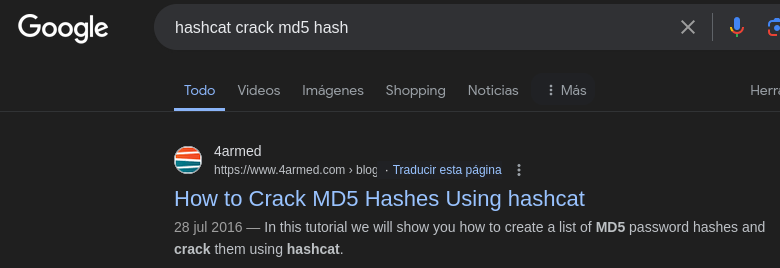 Google
hashcat crack md5 hash
Todo Videos Imágenes Shopping Noticias Más
4armed
https://www.4armed.com › blog · Traducir esta página
How to Crack MD5 Hashes Using hashcat
28 jul 2016 — In this tutorial we will show you how to create a list of MD5 password hashes and
crack them using hashcat.